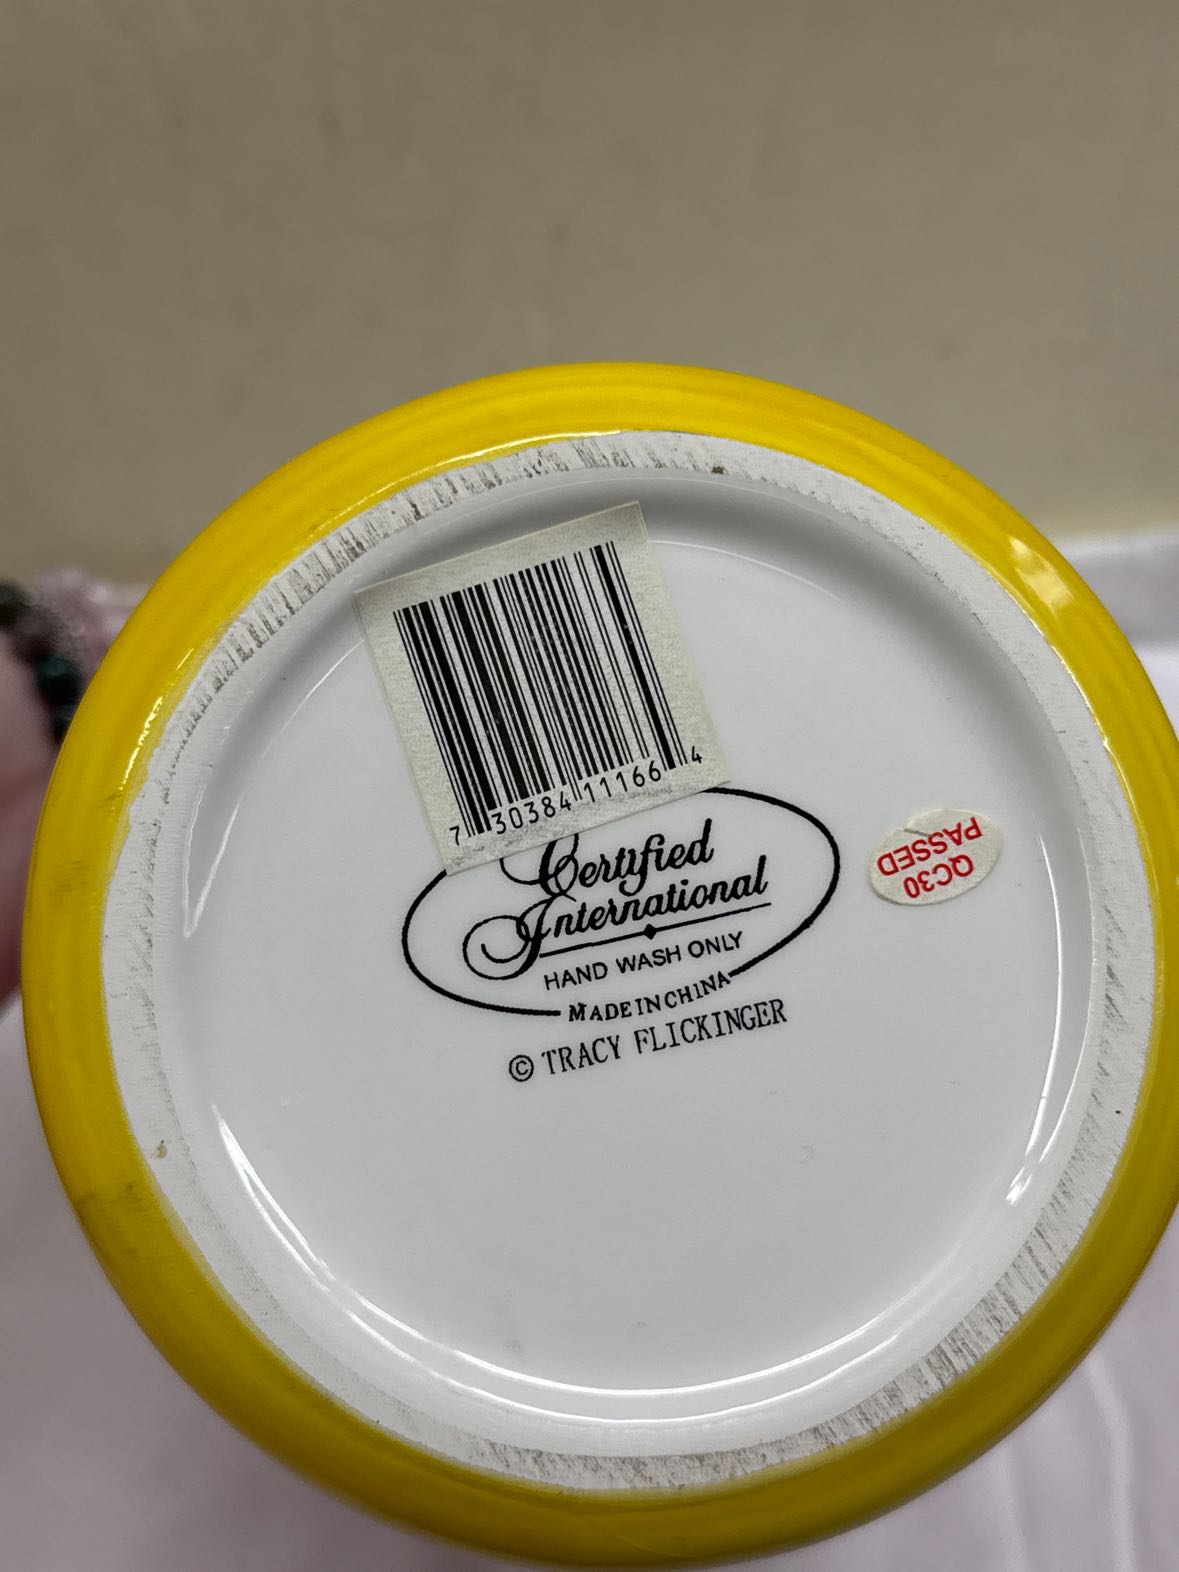 7 30384 11166 4
Certified
International
HAND WASH ONLY
MADE IN CHINA
© TRACY FLICKINGER
QC30
PASSED